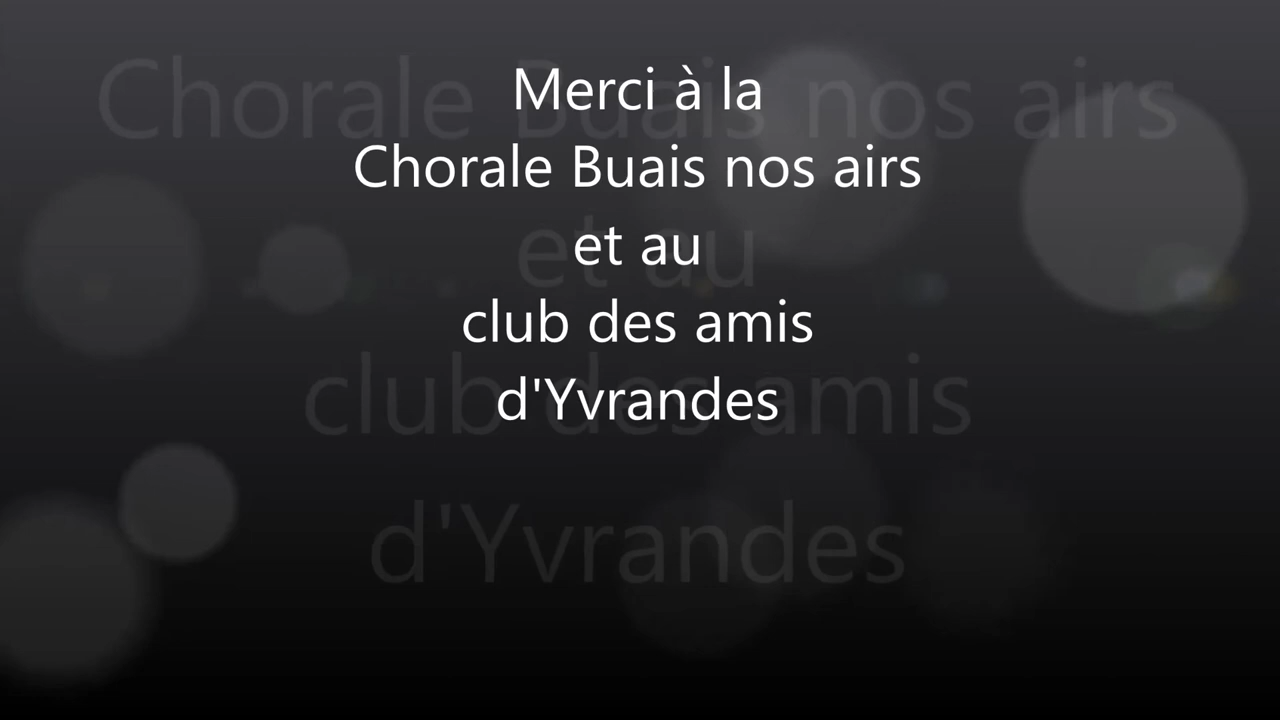 Merci à la
Chorale Buais nos airs
et au
club des amis
d'Yvrandes